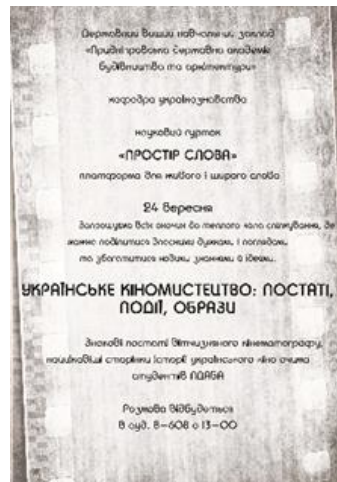 Державний вищий навчальний заклад
«Придніпровська державна академія
будівництва та архітектури»
кафедра українознавства
науковий гурток
«ПРОСТІР СЛОВА»
платформа для живого і щирого слова
24 вересня
Запрошуємо всіх охочих до теплого кола спілкування, де
можна поділитися власними думками, і поглядами,
та збагатитися новими знаннями й ідеями.
УКРАЇНСЬКЕ КІНОМИСТЕЦТВО: ПОСТАТІ,
ПОДІЇ, ОБРАЗИ
Знакові постаті вітчизняного кінематографу,
найцікавіші сторінки історії українського кіно очима
студентів ПДАБА
Розмова відбудеться
в ауд. В-608 о 13-00